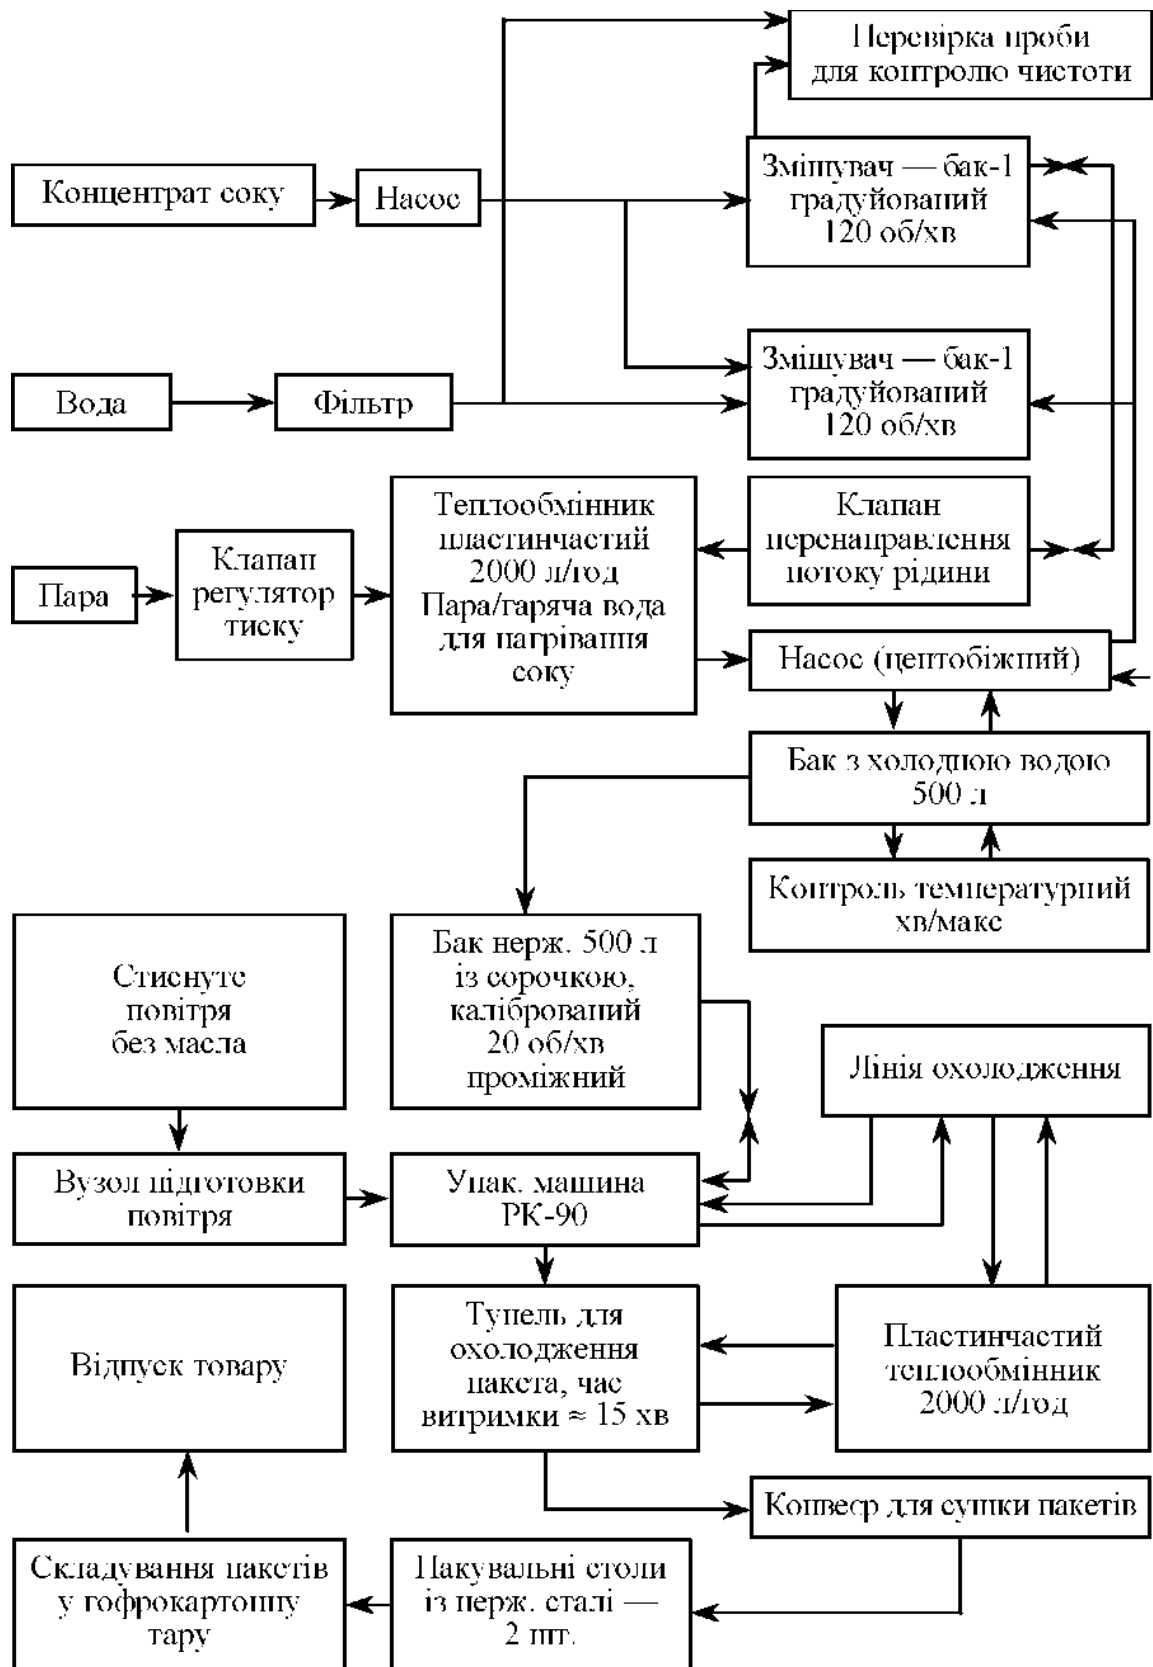 Перевірка проби
для контролю чистоти
Змішувач — бак-1
градуйований
120 об/хв
Концентрат соку
Насос
Змішувач — бак-1
градуйований
120 об/хв
Вода
Фільтр
Теплообмінник
пластинчастий
2000 л/год
Пара/гаряча вода
для нагрівання
соку
Клапан
перенаправлення
потоку рідини
Клапан
регулятор
тиску
Пара
Насос (центобіжний)
Бак з холодною водою
500 л
Контроль температурний
хв/макс
Стиснуте
повітря
без масла
Бак нерж. 500 л
із сорочкою,
калібрований
20 об/хв
проміжний
Лінія охолодження
Вузол підготовки
повітря
Упак. машина
РК-90
Відпуск товару
Тунель для
охолодження
пакета, час
витримки ≈ 15 хв
Пластинчастий
теплообмінник
2000 л/год
Конвеєр для сушки пакетів
Складування пакетів
у гофрокартонну
тару
Пакувальні столи
із нерж. сталі —
2 шт.